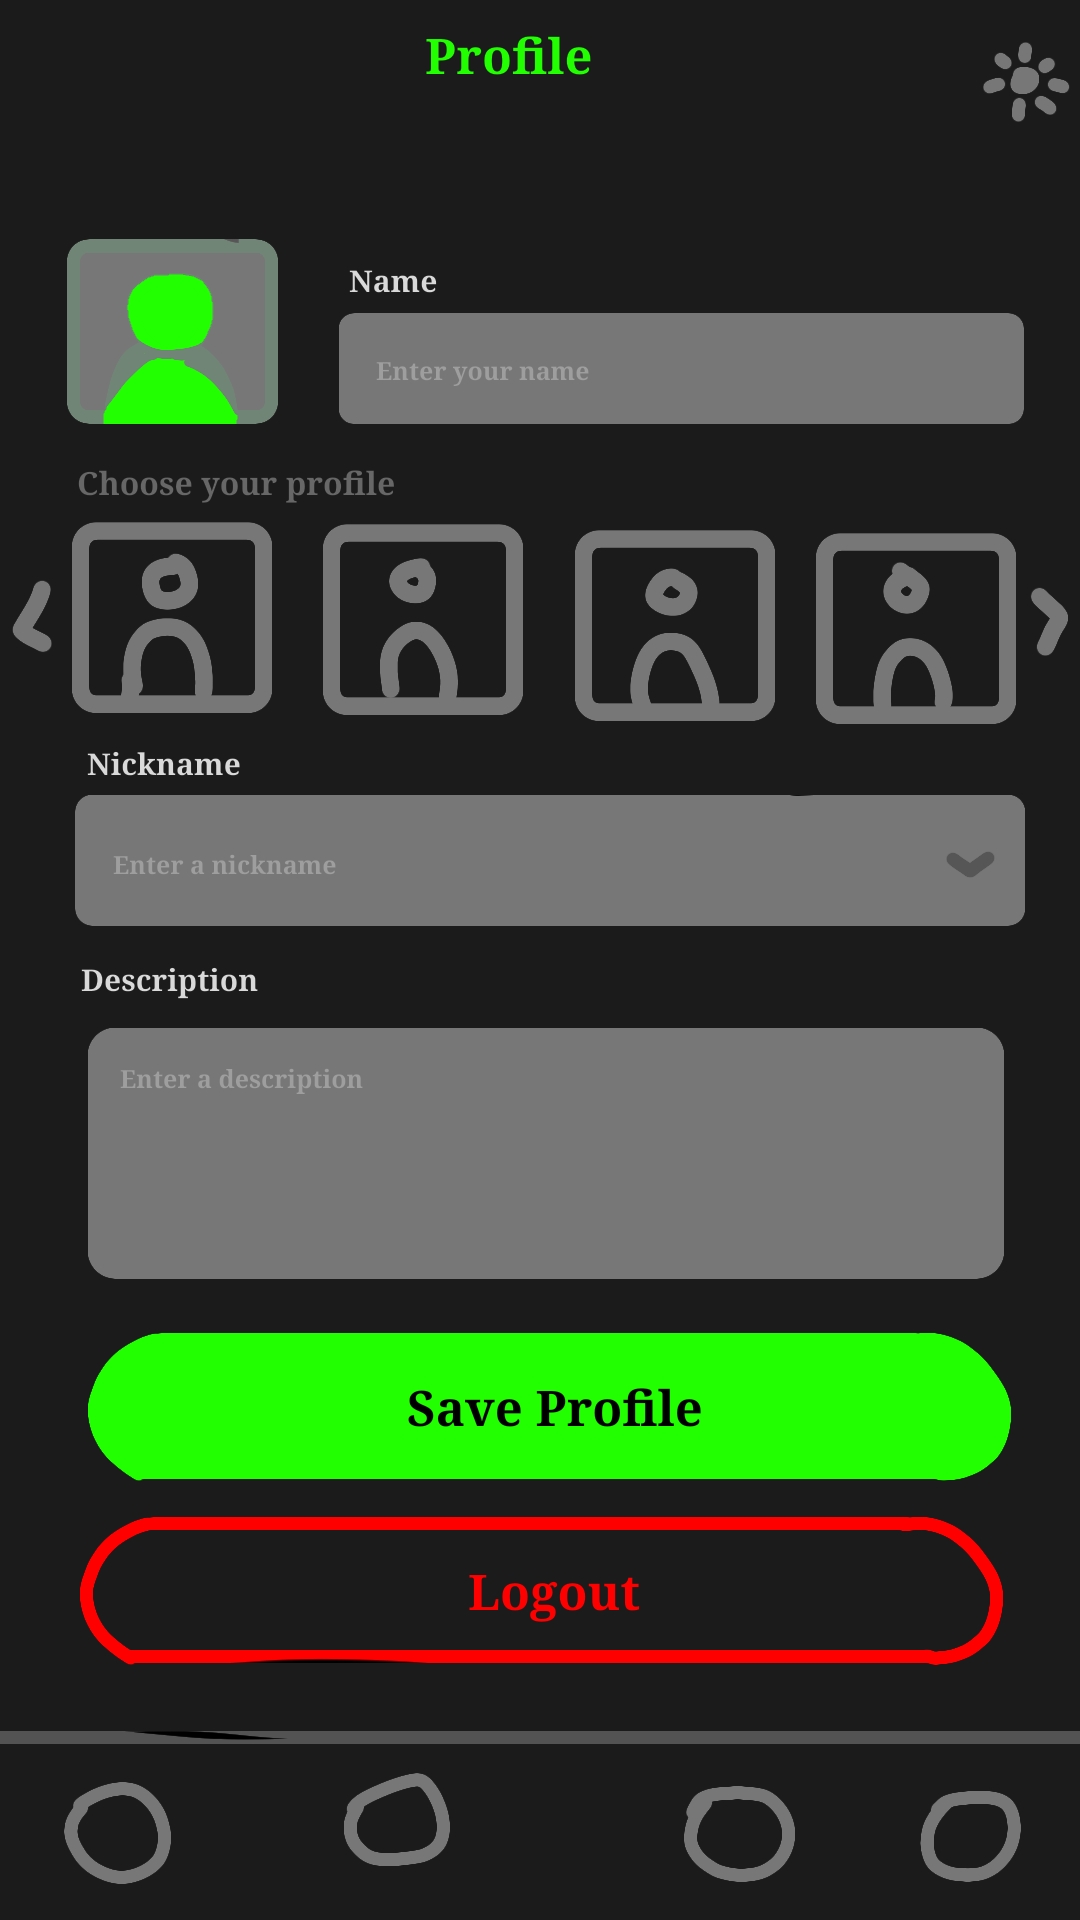 Profile
Name
Enter your name
Choose your profile
Nickname
Enter a nickname
Description
Enter a description
Save Profile
Logout